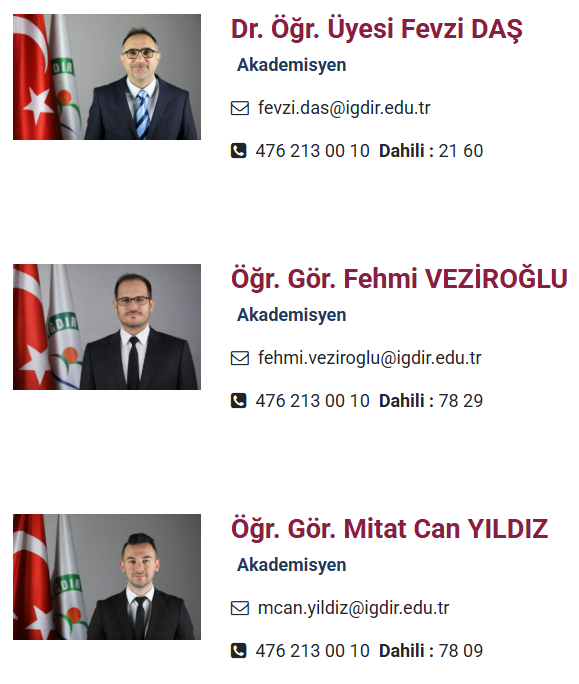 Dr. Öğr. Üyesi Fevzi DAŞ
Akademisyen
fevzi.das@igdir.edu.tr
476 213 00 10 Dahili : 21 60
Öğr. Gör. Fehmi VEZİROĞLU
Akademisyen
fehmi.veziroglu@igdir.edu.tr
476 213 00 10 Dahili : 78 29
Öğr. Gör. Mitat Can YILDIZ
Akademisyen
mcan.yildiz@igdir.edu.tr
476 213 00 10 Dahili : 78 09